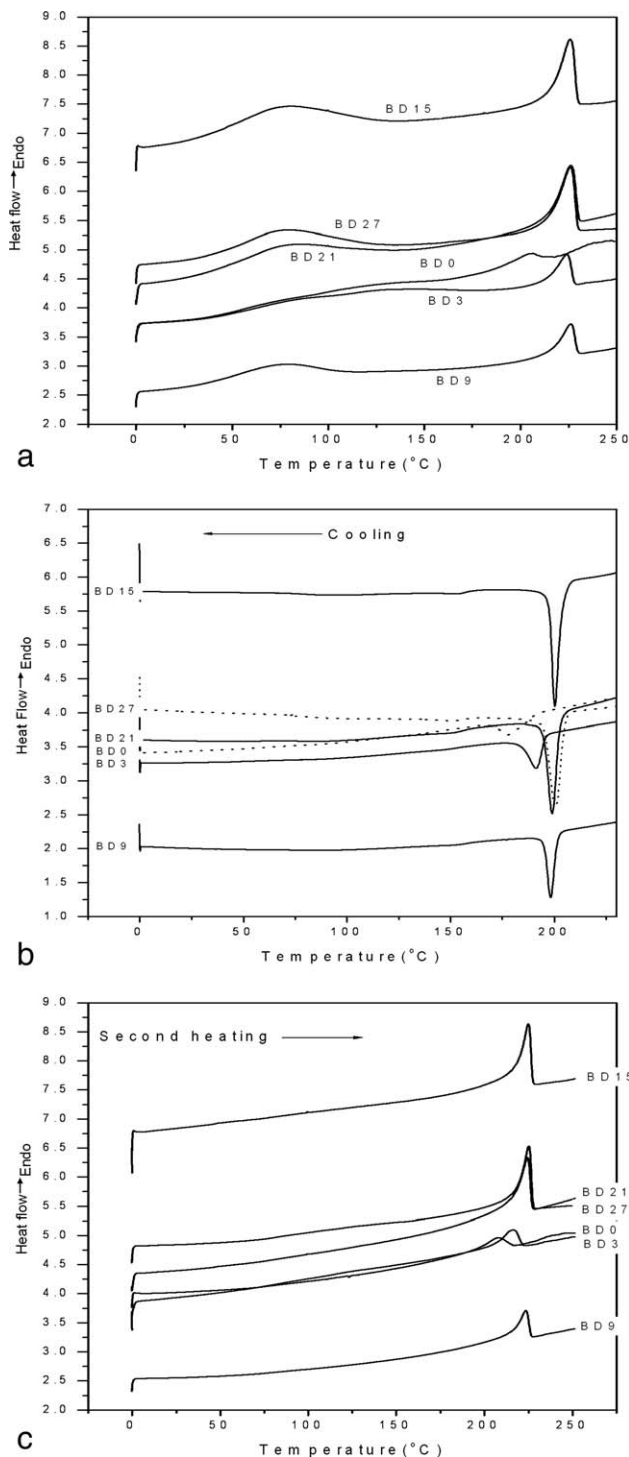 9.0
8.5
8.0
7.5
7.0
6.5
6.0
5.5
5.0
4.5
4.0
3.5
3.0
2.5
2.0
Heat flow→Endo
BD15
BD27
BD21
BD0
BD3
BD9
0 50 100 150 200 250
Temperature(°C)
a
7.0
6.5
6.0
5.5
5.0
4.5
4.0
3.5
3.0
2.5
2.0
1.5
1.0
Heat Flow→Endo
← Cooling
BD15
BD27
BD21
BD0
BD3
BD9
0 50 100 150 200
Temperature(°C)
b
9.0
8.5
8.0
7.5
7.0
6.5
6.0
5.5
5.0
4.5
4.0
3.5
3.0
2.5
2.0
Heat flow→Endo
Second heating →
BD15
BD21
BD27
BD0
BD3
BD9
0 50 100 150 200 250
Temperature(°C)
c